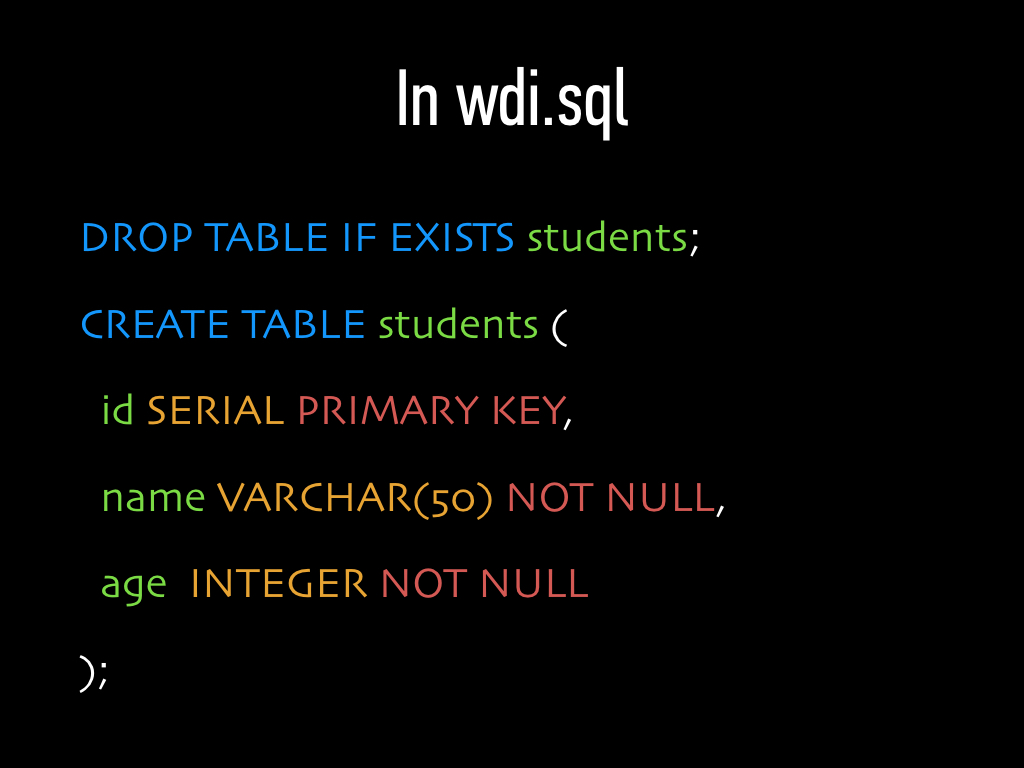 In wdi.sql
DROP TABLE IF EXISTS students;
CREATE TABLE students (
id SERIAL PRIMARY KEY,
name VARCHAR(50) NOT NULL,
age  INTEGER NOT NULL
);